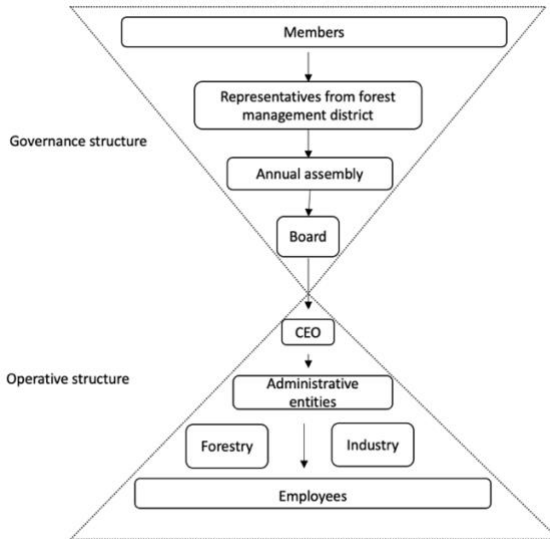 Members
Representatives from forest
management district
Governance structure
Annual assembly
Board
CEO
Operative structure
Administrative
entities
Forestry
Industry
Employees